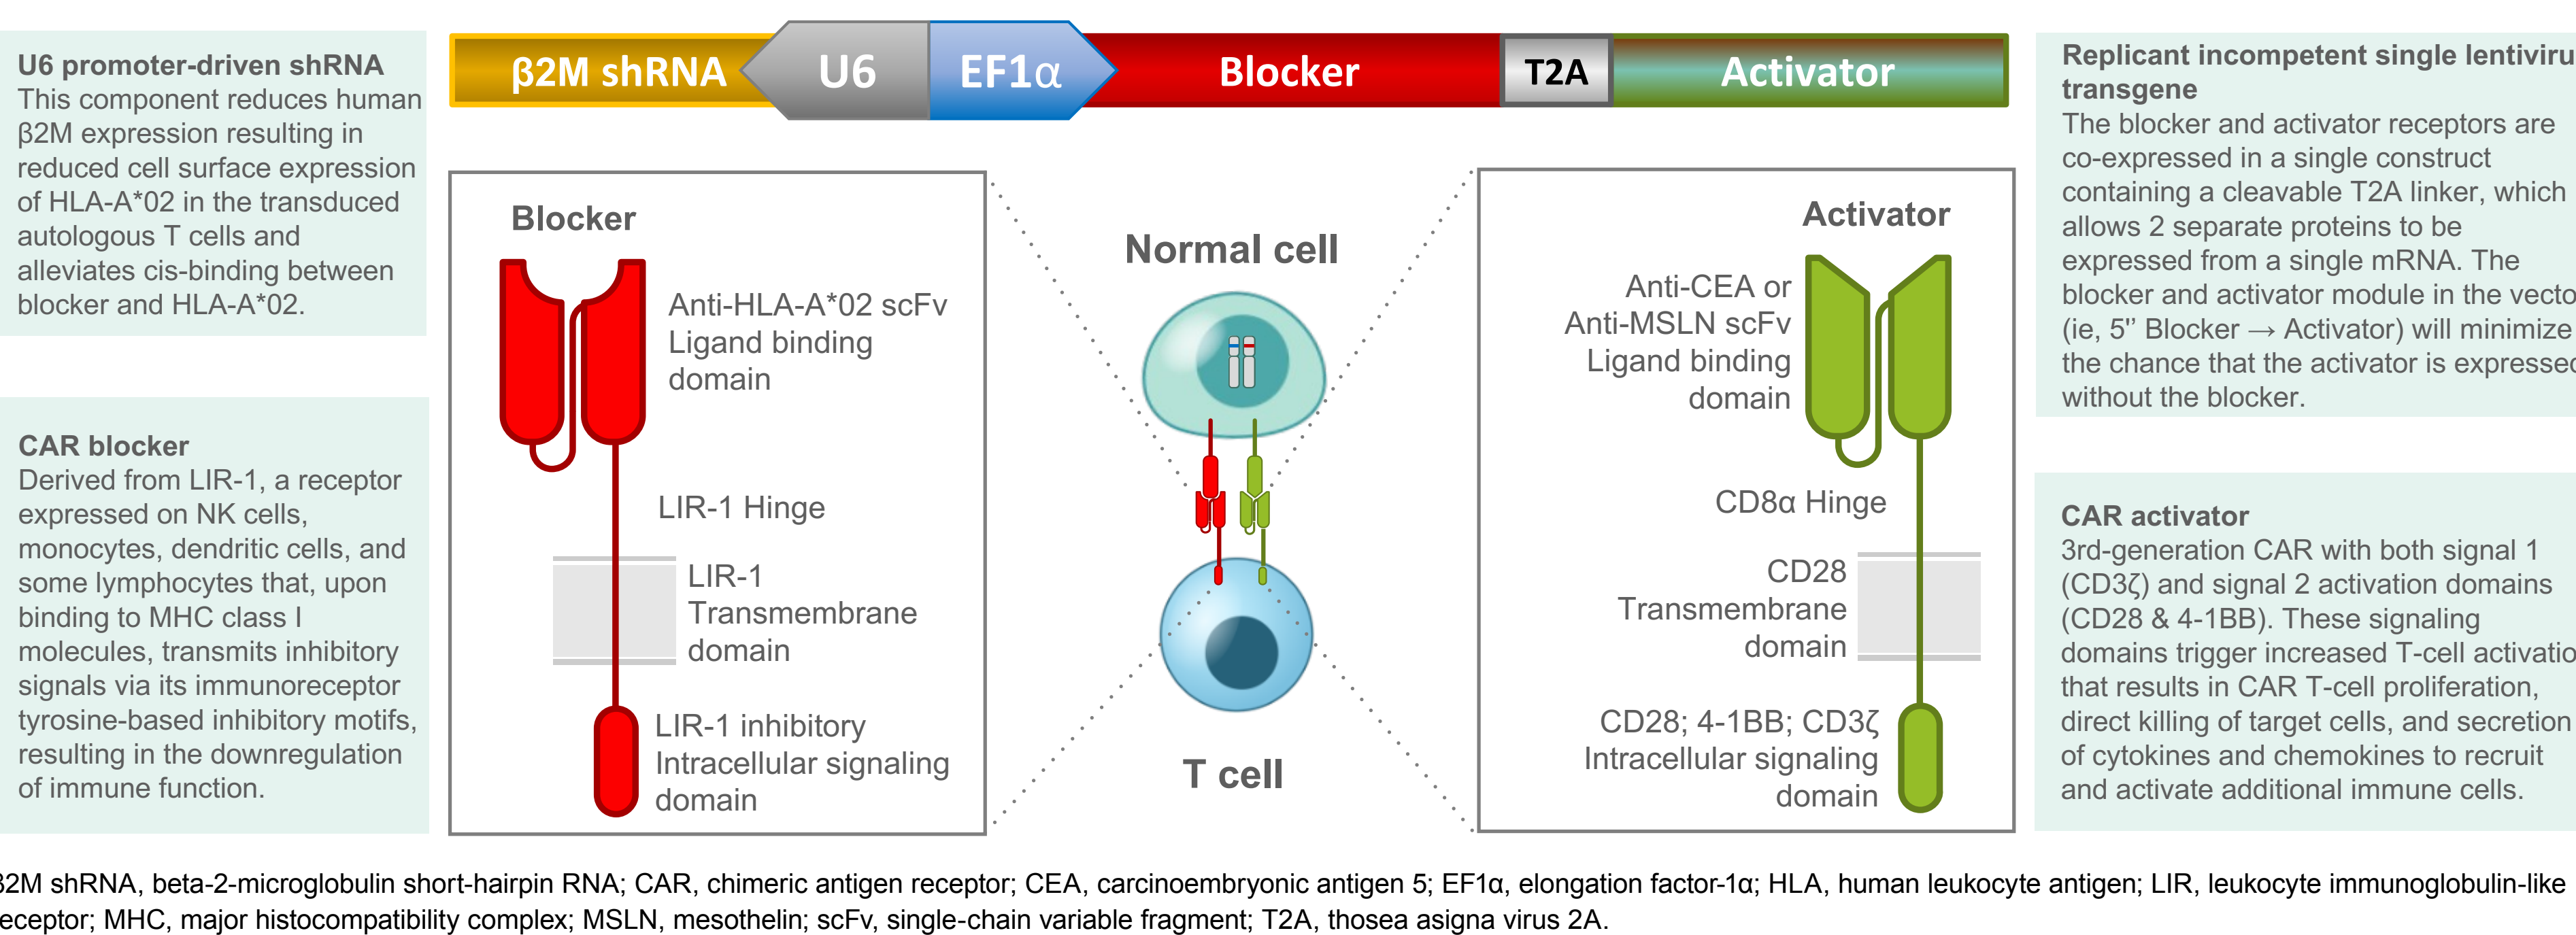 U6 promoter-driven shRNA
This component reduces human
β2M expression resulting in
reduced cell surface expression
of HLA-A*02 in the transduced
autologous T cells and
alleviates cis-binding between
blocker and HLA-A*02.
CAR blocker
Derived from LIR-1, a receptor
expressed on NK cells,
monocytes, dendritic cells, and
some lymphocytes that, upon
binding to MHC class I
molecules, transmits inhibitory
signals via its immunoreceptor
tyrosine-based inhibitory motifs,
resulting in the downregulation
of immune function.
β2M shRNA U6 EF1α Blocker T2A Activator
Blocker
Anti-HLA-A*02 scFv
Ligand binding
domain
LIR-1 Hinge
LIR-1
Transmembrane
domain
LIR-1 inhibitory
Intracellular signaling
domain
Normal cell
T cell
Activator
Anti-CEA or
Anti-MSLN scFv
Ligand binding
domain
CD8α Hinge
CD28
Transmembrane
domain
CD28; 4-1BB; CD3ζ
Intracellular signaling
domain
Replicant incompetent single lentiviru
transgene
The blocker and activator receptors are
co-expressed in a single construct
containing a cleavable T2A linker, which
allows 2 separate proteins to be
expressed from a single mRNA. The
blocker and activator module in the vecto
(ie, 5'' Blocker → Activator) will minimize
the chance that the activator is expressed
without the blocker.
CAR activator
3rd-generation CAR with both signal 1
(CD3ζ) and signal 2 activation domains
(CD28 & 4-1BB). These signaling
domains trigger increased T-cell activatio
that results in CAR T-cell proliferation,
direct killing of target cells, and secretion
of cytokines and chemokines to recruit
and activate additional immune cells.
β2M shRNA, beta-2-microglobulin short-hairpin RNA; CAR, chimeric antigen receptor; CEA, carcinoembryonic antigen 5; EF1α, elongation factor-1α; HLA, human leukocyte antigen; LIR, leukocyte immunoglobulin-like
eceptor; MHC, major histocompatibility complex; MSLN, mesothelin; scFv, single-chain variable fragment; T2A, thosea asigna virus 2A.